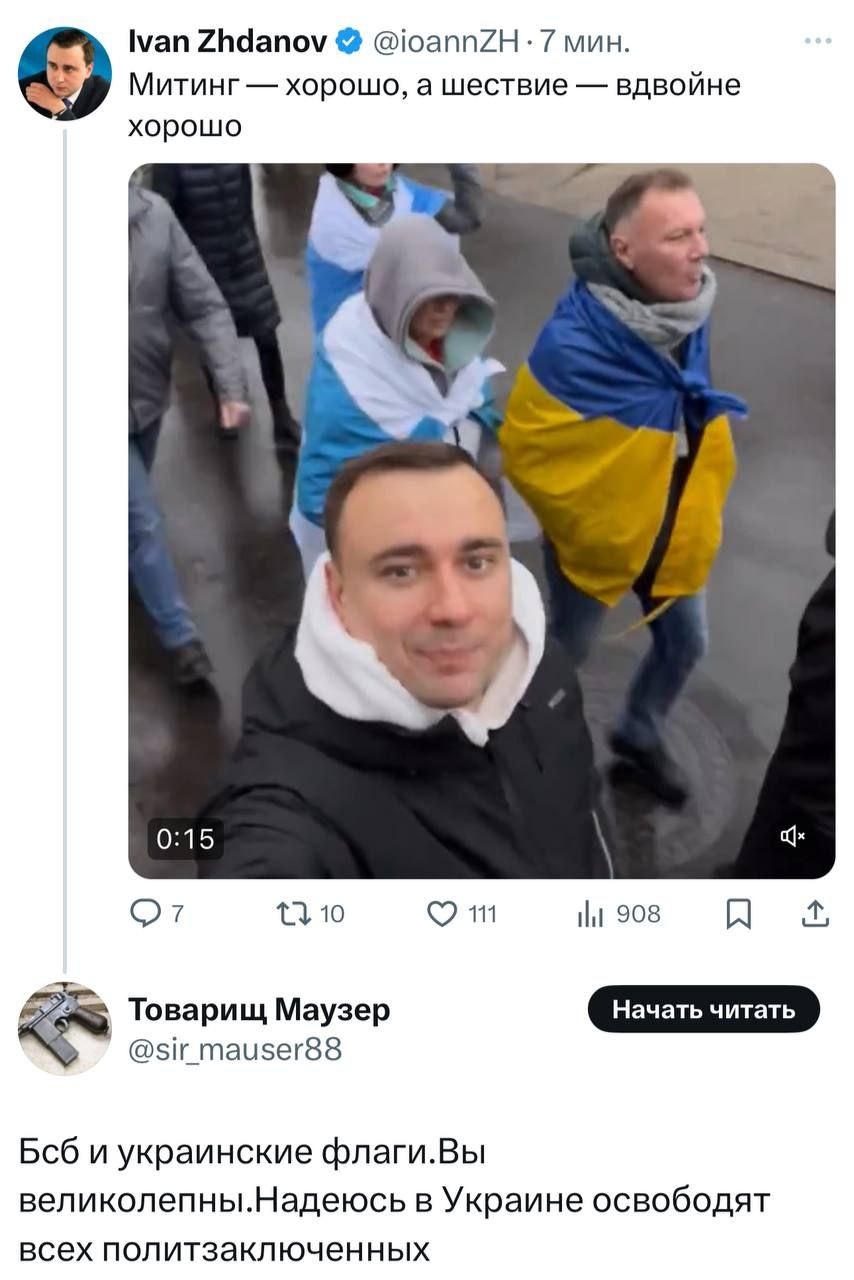 Ivan Zhdanov @ioannZH · 7 мин.
Митинг — хорошо, а шествие — вдвойне
хорошо
0:15
7 10 111 908
Товарищ Маузер
Начать читать
@sir_mauser88
Бсб и украинские флаги.Вы
великолепны.Надеюсь в Украине освободят
всех политзаключенных